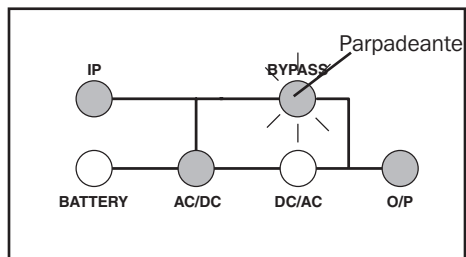 Parpadeante
IP
BYPASS
BATTERY
AC/DC
DC/AC
O/P